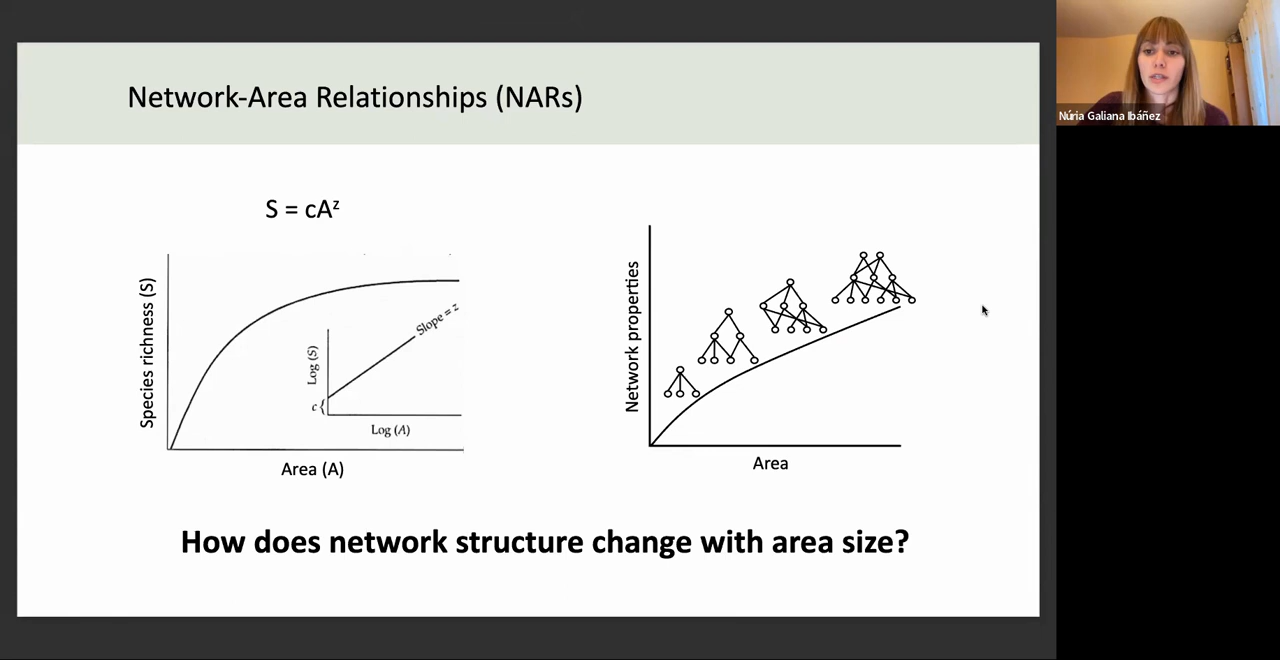 Network-Area Relationships (NARs)
S = cAᶻ
Species richness (S)
Log (S)
Slope = z
c{
Log (A)
Area (A)
Network properties
Area
How does network structure change with area size?
Núria Galiana Ibáñez